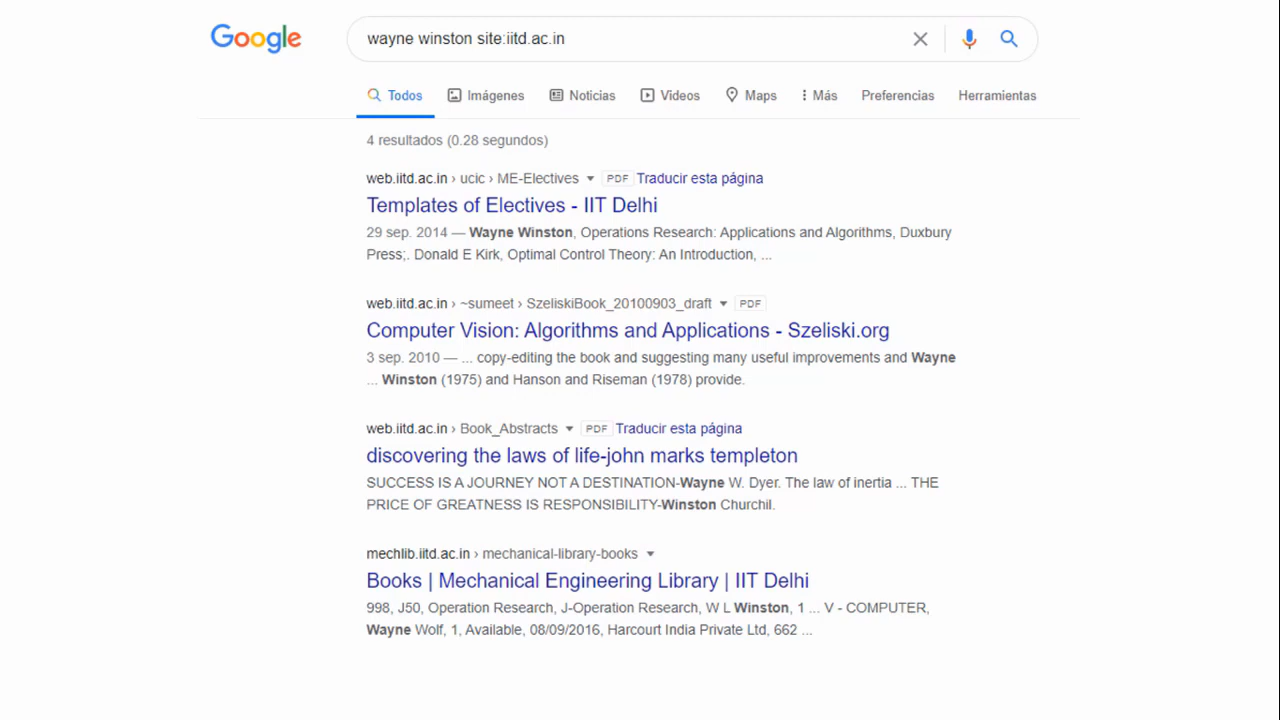 Google
wayne winston site:iitd.ac.in
Todos Imágenes Noticias Videos Maps Más Preferencias Herramientas
4 resultados (0.28 segundos)
web.iitd.ac.in › ucic › ME-Electives PDF Traducir esta página
Templates of Electives - IIT Delhi
29 sep. 2014 — Wayne Winston, Operations Research: Applications and Algorithms, Duxbury
Press;. Donald E Kirk, Optimal Control Theory: An Introduction, ...
web.iitd.ac.in › ~sumeet › SzeliskiBook_20100903_draft PDF
Computer Vision: Algorithms and Applications - Szeliski.org
3 sep. 2010 — ... copy-editing the book and suggesting many useful improvements and Wayne
... Winston (1975) and Hanson and Riseman (1978) provide.
web.iitd.ac.in › Book_Abstracts PDF Traducir esta página
discovering the laws of life-john marks templeton
SUCCESS IS A JOURNEY NOT A DESTINATION-Wayne W. Dyer. The law of inertia ... THE
PRICE OF GREATNESS IS RESPONSIBILITY-Winston Churchil.
mechlib.iitd.ac.in › mechanical-library-books
Books | Mechanical Engineering Library | IIT Delhi
998, J50, Operation Research, J-Operation Research, W L Winston, 1 ... V - COMPUTER,
Wayne Wolf, 1, Available, 08/09/2016, Harcourt India Private Ltd, 662 ...